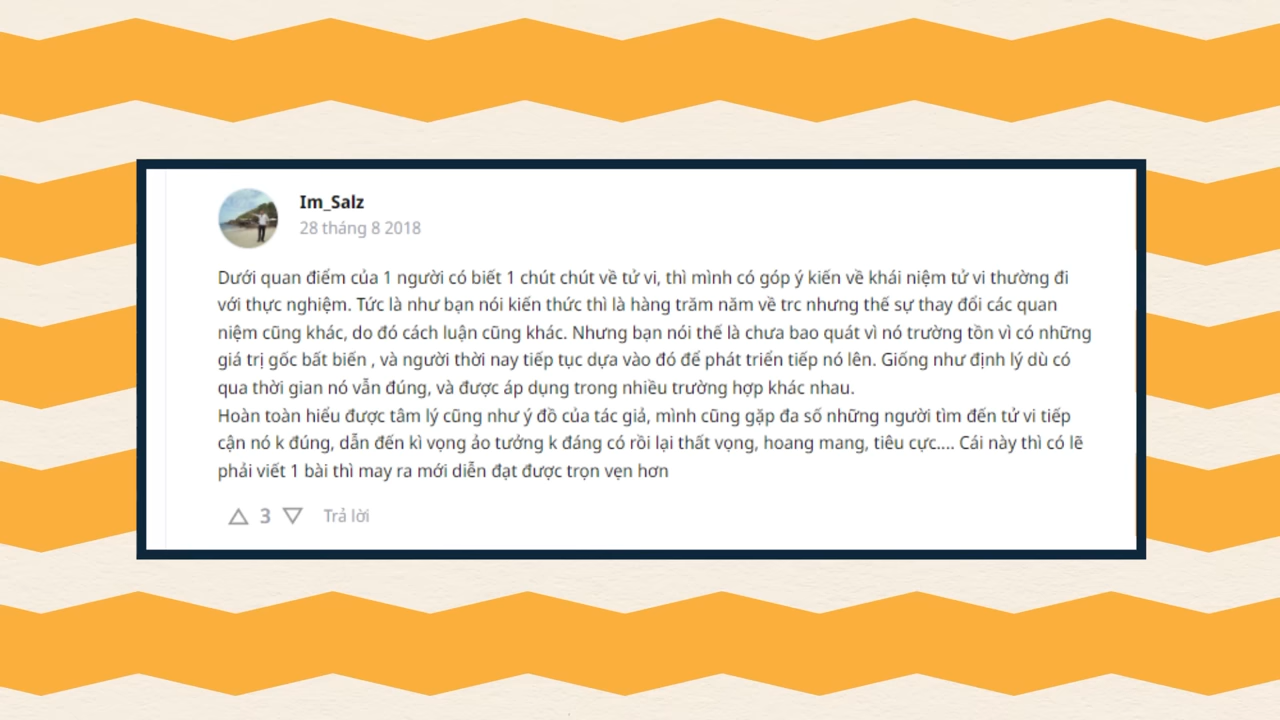 Im_Salz
28 tháng 8 2018
Dưới quan điểm của 1 người có biết 1 chút chút về tử vi, thì mình có góp ý kiến về khái niệm tử vi thường đi
với thực nghiệm. Tức là như bạn nói kiến thức thì là hàng trăm năm về trc nhưng thế sự thay đổi các quan
niệm cũng khác, do đó cách luận cũng khác. Nhưng bạn nói thế là chưa bao quát vì nó trường tồn vì có những
giá trị gốc bất biến , và người thời nay tiếp tục dựa vào đó để phát triển tiếp nó lên. Giống như định lý dù có
qua thời gian nó vẫn đúng, và được áp dụng trong nhiều trường hợp khác nhau.
Hoàn toàn hiểu được tâm lý cũng như ý đồ của tác giả, mình cũng gặp đa số những người tìm đến tử vi tiếp
cận nó k đúng, dẫn đến kì vọng ảo tưởng k đáng có rồi lại thất vọng, hoang mang, tiêu cực.... Cái này thì có lẽ
phải viết 1 bài thì may ra mới diễn đạt được trọn vẹn hơn
3 Trả lời